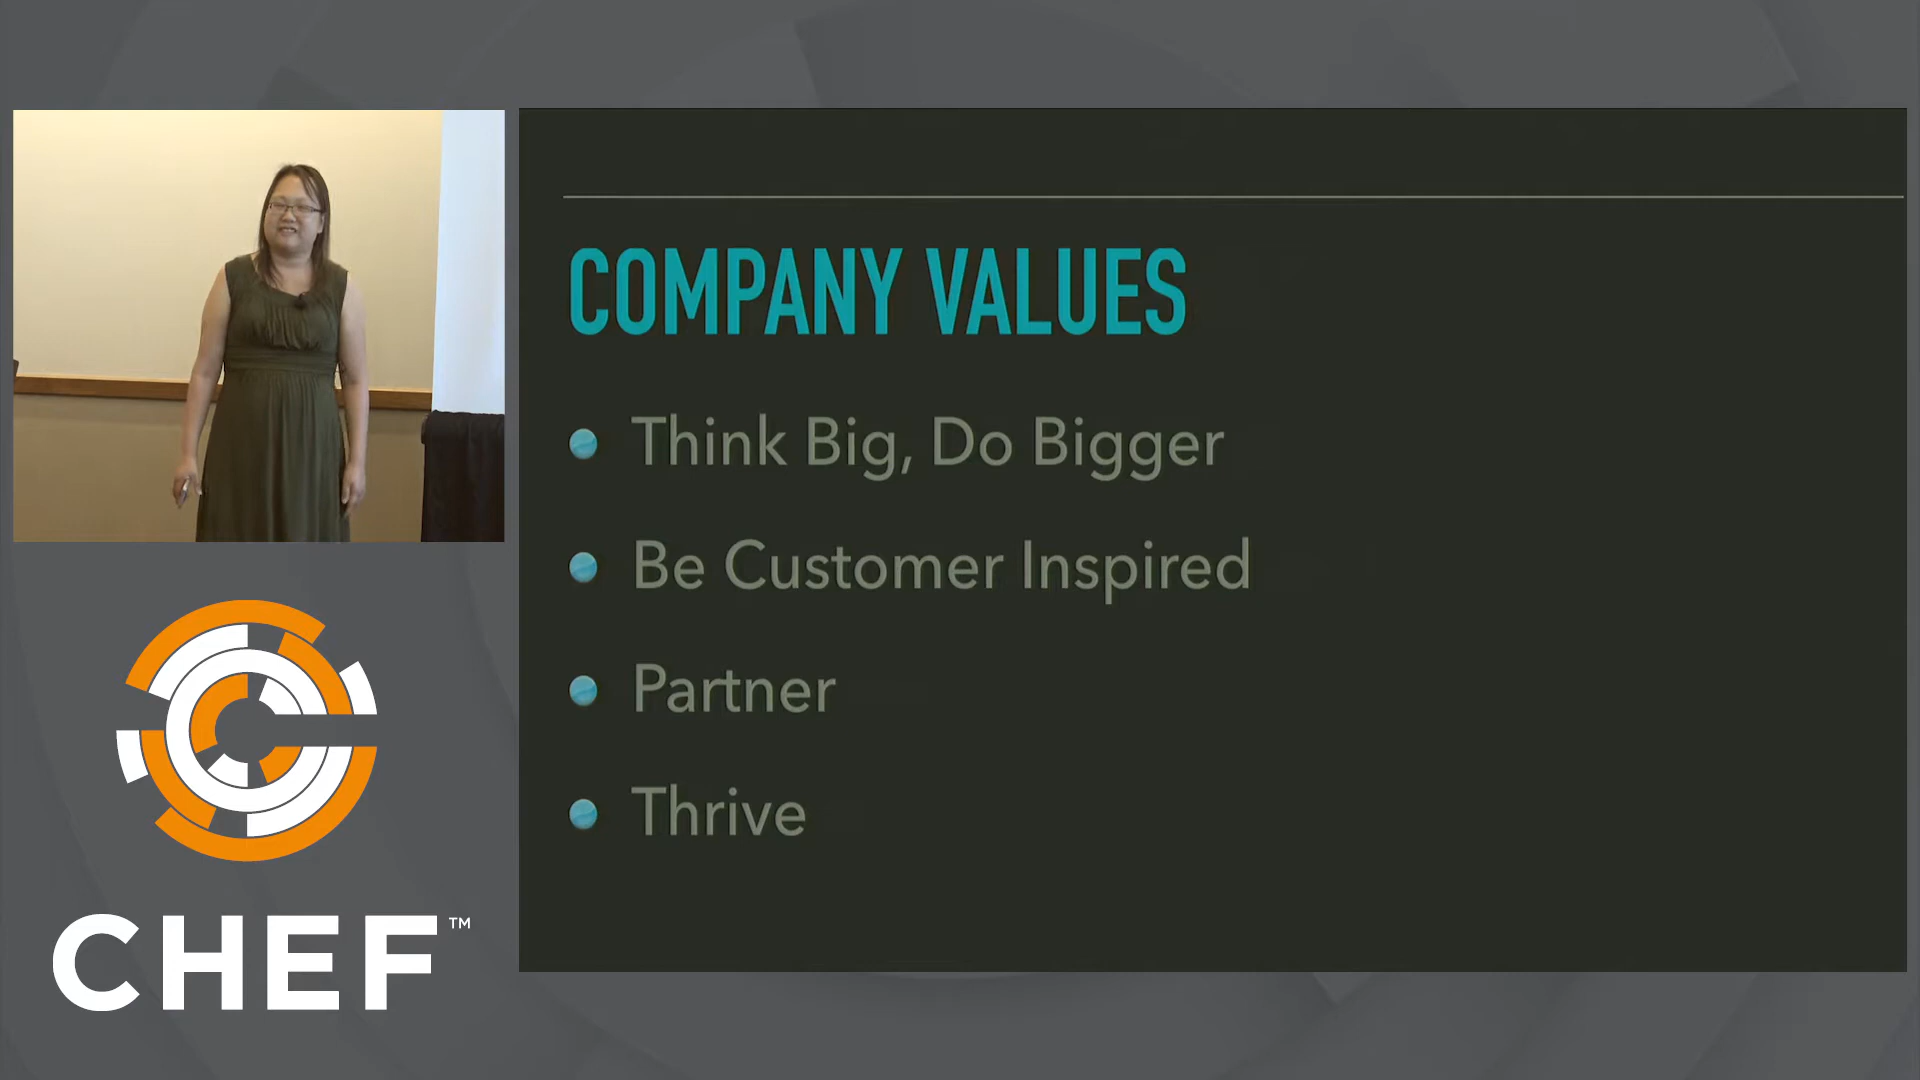 COMPANY VALUES
Think Big, Do Bigger
Be Customer Inspired
Partner
Thrive
CHEF™